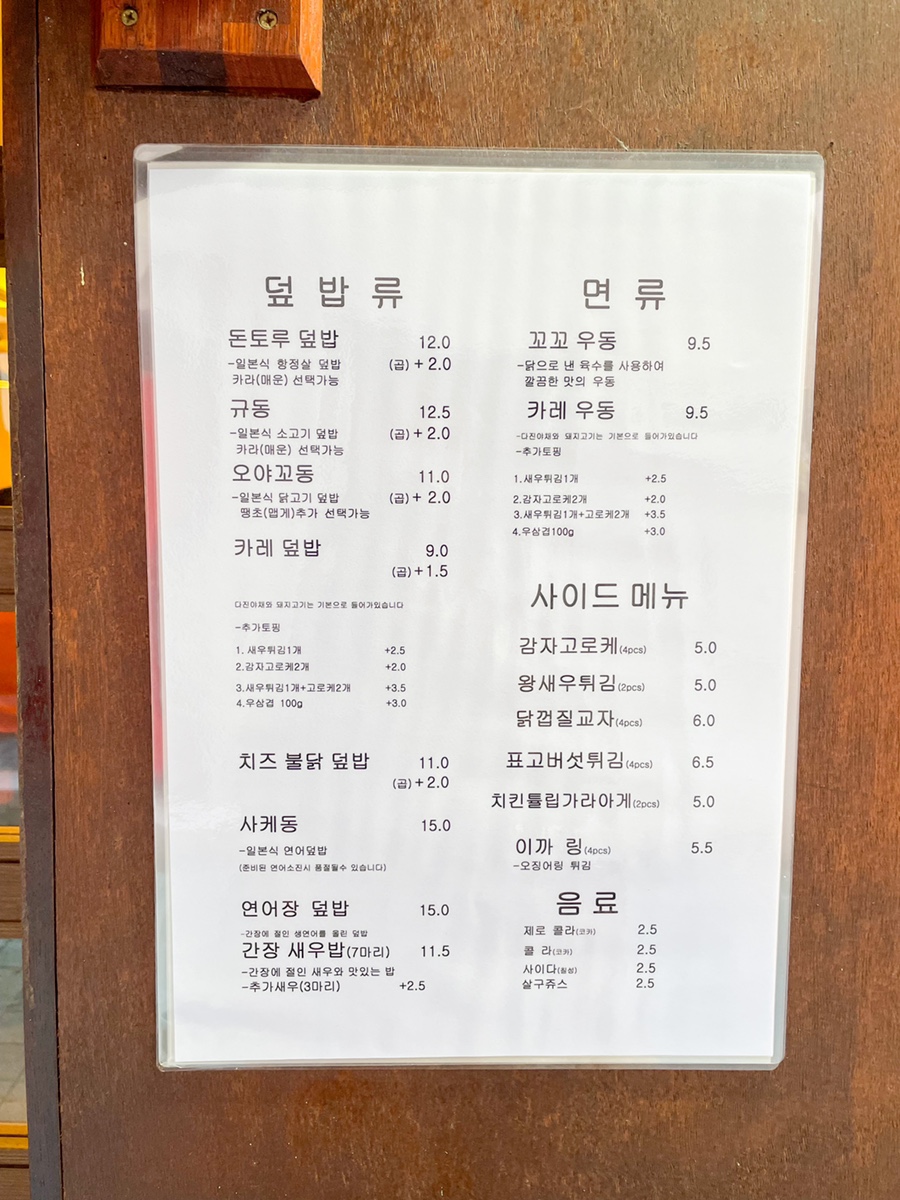 덮 밥 류
돈토루 덮밥 12.0
-일본식 항정살 덮밥 (곱) + 2.0
카라(매운) 선택가능
규동 12.5
-일본식 소고기 덮밥 (곱) + 2.0
카라(매운) 선택가능
오야꼬동 11.0
-일본식 닭고기 덮밥 (곱) + 2.0
땡초(맵게)추가 선택가능
카레 덮밥 9.0
(곱) +1.5
다진야채와 돼지고기는 기본으로 들어가있습니다
-추가토핑
1. 새우튀김1개 +2.5
2.감자고로케2개 +2.0
3.새우튀김1개+고로케2개 +3.5
4.우삼겹 100g +3.0
치즈 불닭 덮밥 11.0
(곱) + 2.0
사케동 15.0
-일본식 연어덮밥
(준비된 연어소진시 품절될수 있습니다)
연어장 덮밥 15.0
-간장에 절인 생연어를 올린 덮밥
간장 새우밥(7마리) 11.5
-간장에 절인 새우와 맛있는 밥
-추가새우(3마리) +2.5
면 류
꼬꼬 우동 9.5
-닭으로 낸 육수를 사용하여
깔끔한 맛의 우동
카레 우동 9.5
-다진야채와 돼지고기는 기본으로 들어가있습니다
-추가토핑
1.새우튀김1개 +2.5
2.감자고로케2개 +2.0
3.새우튀김1개+고로케2개 +3.5
4.우삼겹100g +3.0
사이드 메뉴
감자고로케(4pcs) 5.0
왕새우튀김(2pcs) 5.0
닭껍질교자(4pcs) 6.0
표고버섯튀김(4pcs) 6.5
치킨튤립가라아게(2pcs) 5.0
이까 링(4pcs) 5.5
-오징어링 튀김
음 료
제로 콜라(코카) 2.5
콜 라(코카) 2.5
사이다(칠성) 2.5
살구쥬스 2.5